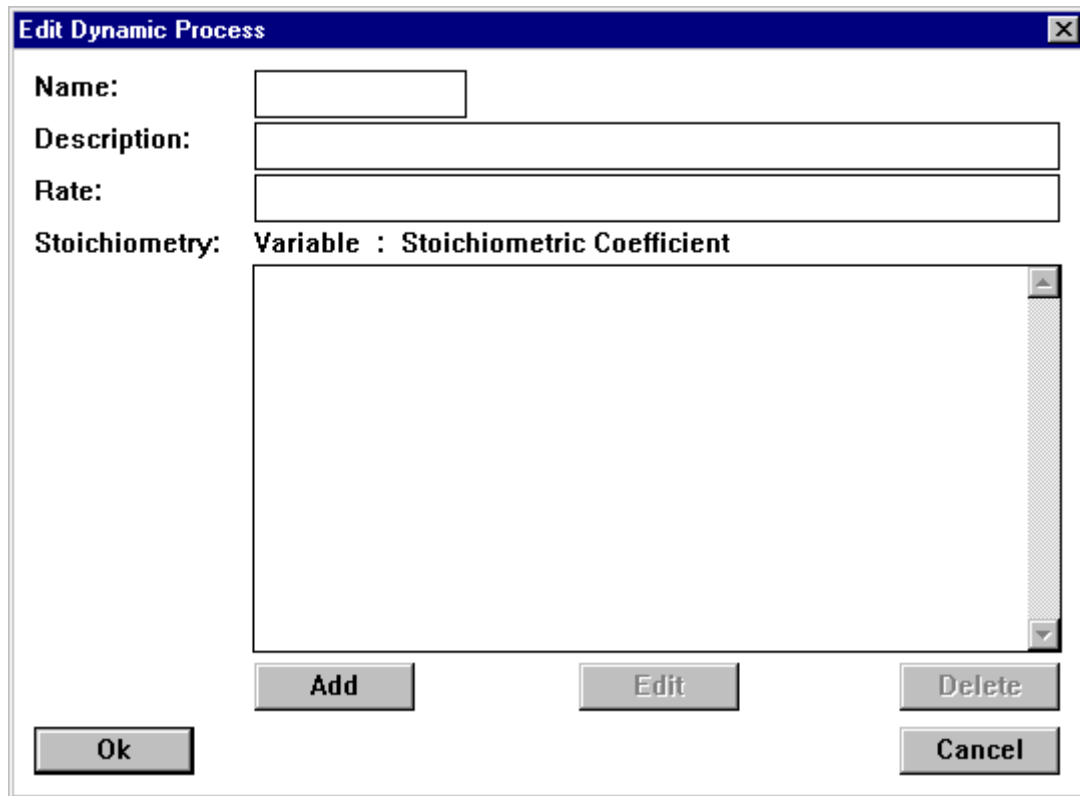 Edit Dynamic Process
Name:
Description:
Rate:
Stoichiometry: Variable : Stoichiometric Coefficient
Add Edit Delete
Ok Cancel